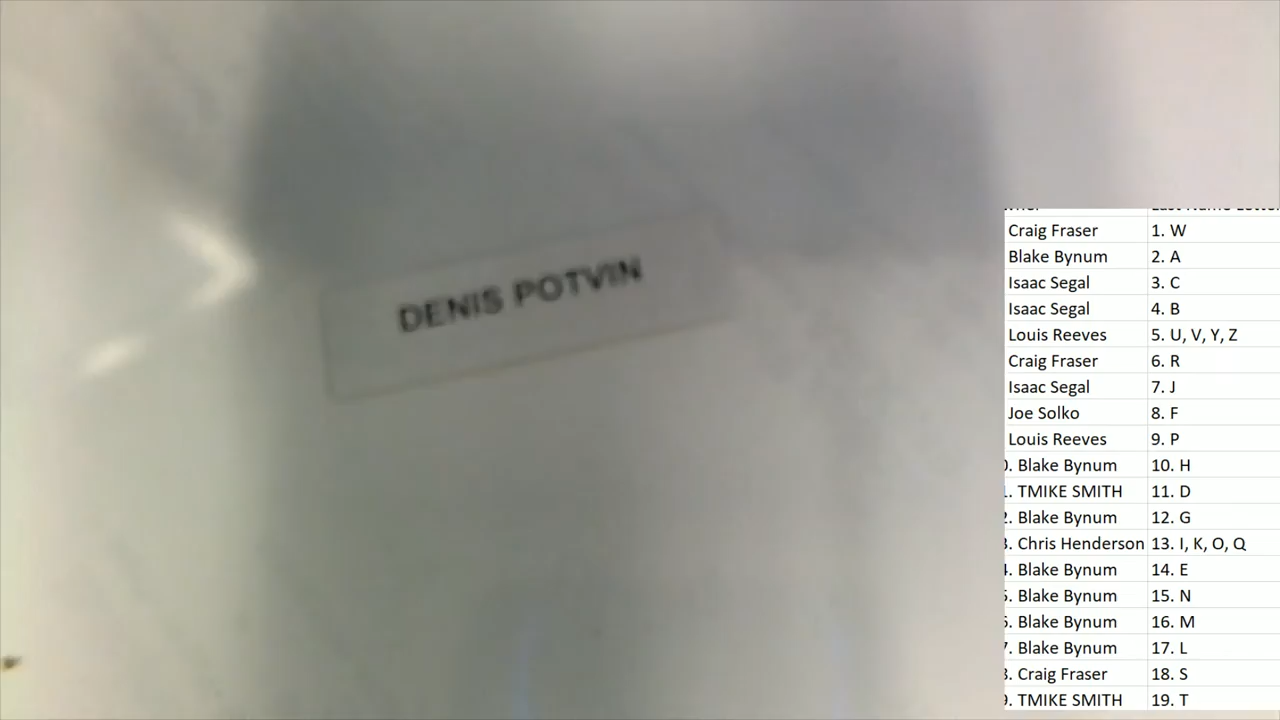 DENIS POTVIN
Craig Fraser 1. W
Blake Bynum 2. A
Isaac Segal 3. C
Isaac Segal 4. B
Louis Reeves 5. U, V, Y, Z
Craig Fraser 6. R
Isaac Segal 7. J
Joe Solko 8. F
Louis Reeves 9. P
. Blake Bynum 10. H
. TMIKE SMITH 11. D
. Blake Bynum 12. G
. Chris Henderson 13. I, K, O, Q
. Blake Bynum 14. E
. Blake Bynum 15. N
. Blake Bynum 16. M
. Blake Bynum 17. L
. Craig Fraser 18. S
. TMIKE SMITH 19. T